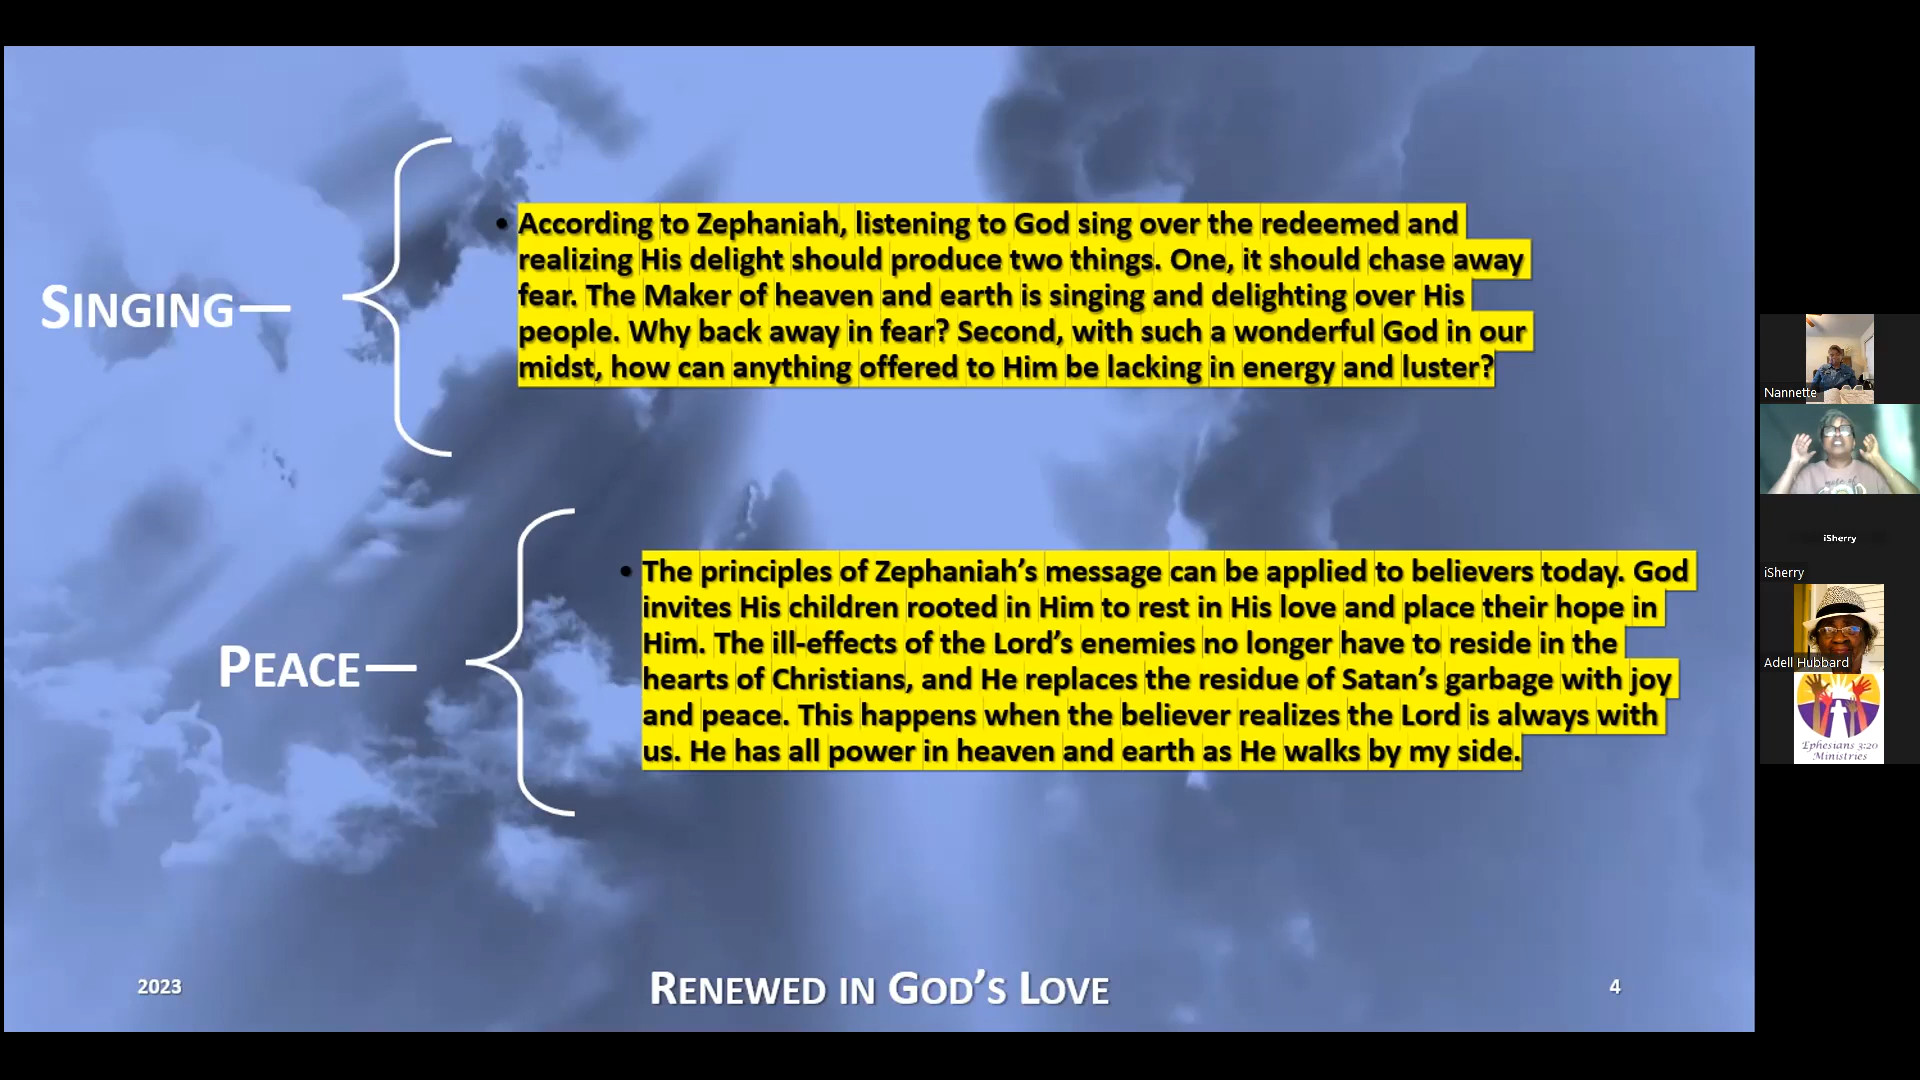 SINGING—
• According to Zephaniah, listening to God sing over the redeemed and
realizing His delight should produce two things. One, it should chase away
fear. The Maker of heaven and earth is singing and delighting over His
people. Why back away in fear? Second, with such a wonderful God in our
midst, how can anything offered to Him be lacking in energy and luster?
PEACE—
• The principles of Zephaniah’s message can be applied to believers today. God
invites His children rooted in Him to rest in His love and place their hope in
Him. The ill-effects of the Lord’s enemies no longer have to reside in the
hearts of Christians, and He replaces the residue of Satan’s garbage with joy
and peace. This happens when the believer realizes the Lord is always with
us. He has all power in heaven and earth as He walks by my side.
2023
RENEWED IN GOD’S LOVE
4
Nannette
iSherry
iSherry
Adell Hubbard
Ephesians 3:20
Ministries